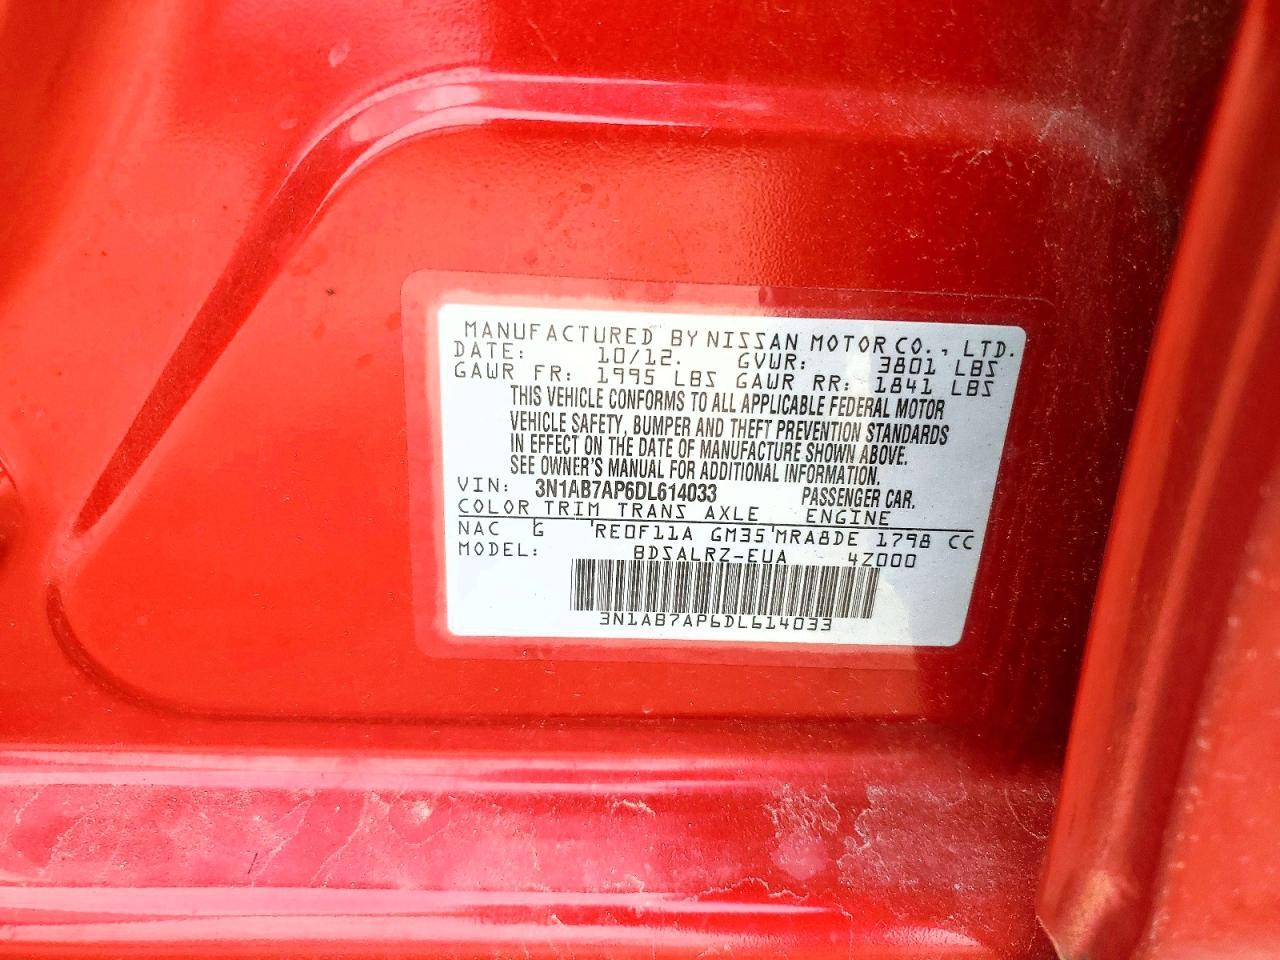 MANUFACTURED BY NISSAN MOTOR CO., LTD.
DATE: 10/12. GVWR: 3801 LBS
GAWR FR: 1995 LBS GAWR RR: 1841 LBS
THIS VEHICLE CONFORMS TO ALL APPLICABLE FEDERAL MOTOR
VEHICLE SAFETY, BUMPER AND THEFT PREVENTION STANDARDS
IN EFFECT ON THE DATE OF MANUFACTURE SHOWN ABOVE.
SEE OWNER'S MANUAL FOR ADDITIONAL INFORMATION.
VIN: 3N1AB7AP6DL614033 PASSENGER CAR.
COLOR TRIM TRANS AXLE ENGINE
NAC G 'RE0F11A GM35'MRA8DE 1798 CC
MODEL: BDSALRZ-EUA 4Z000
3N1AB7AP6DL614033